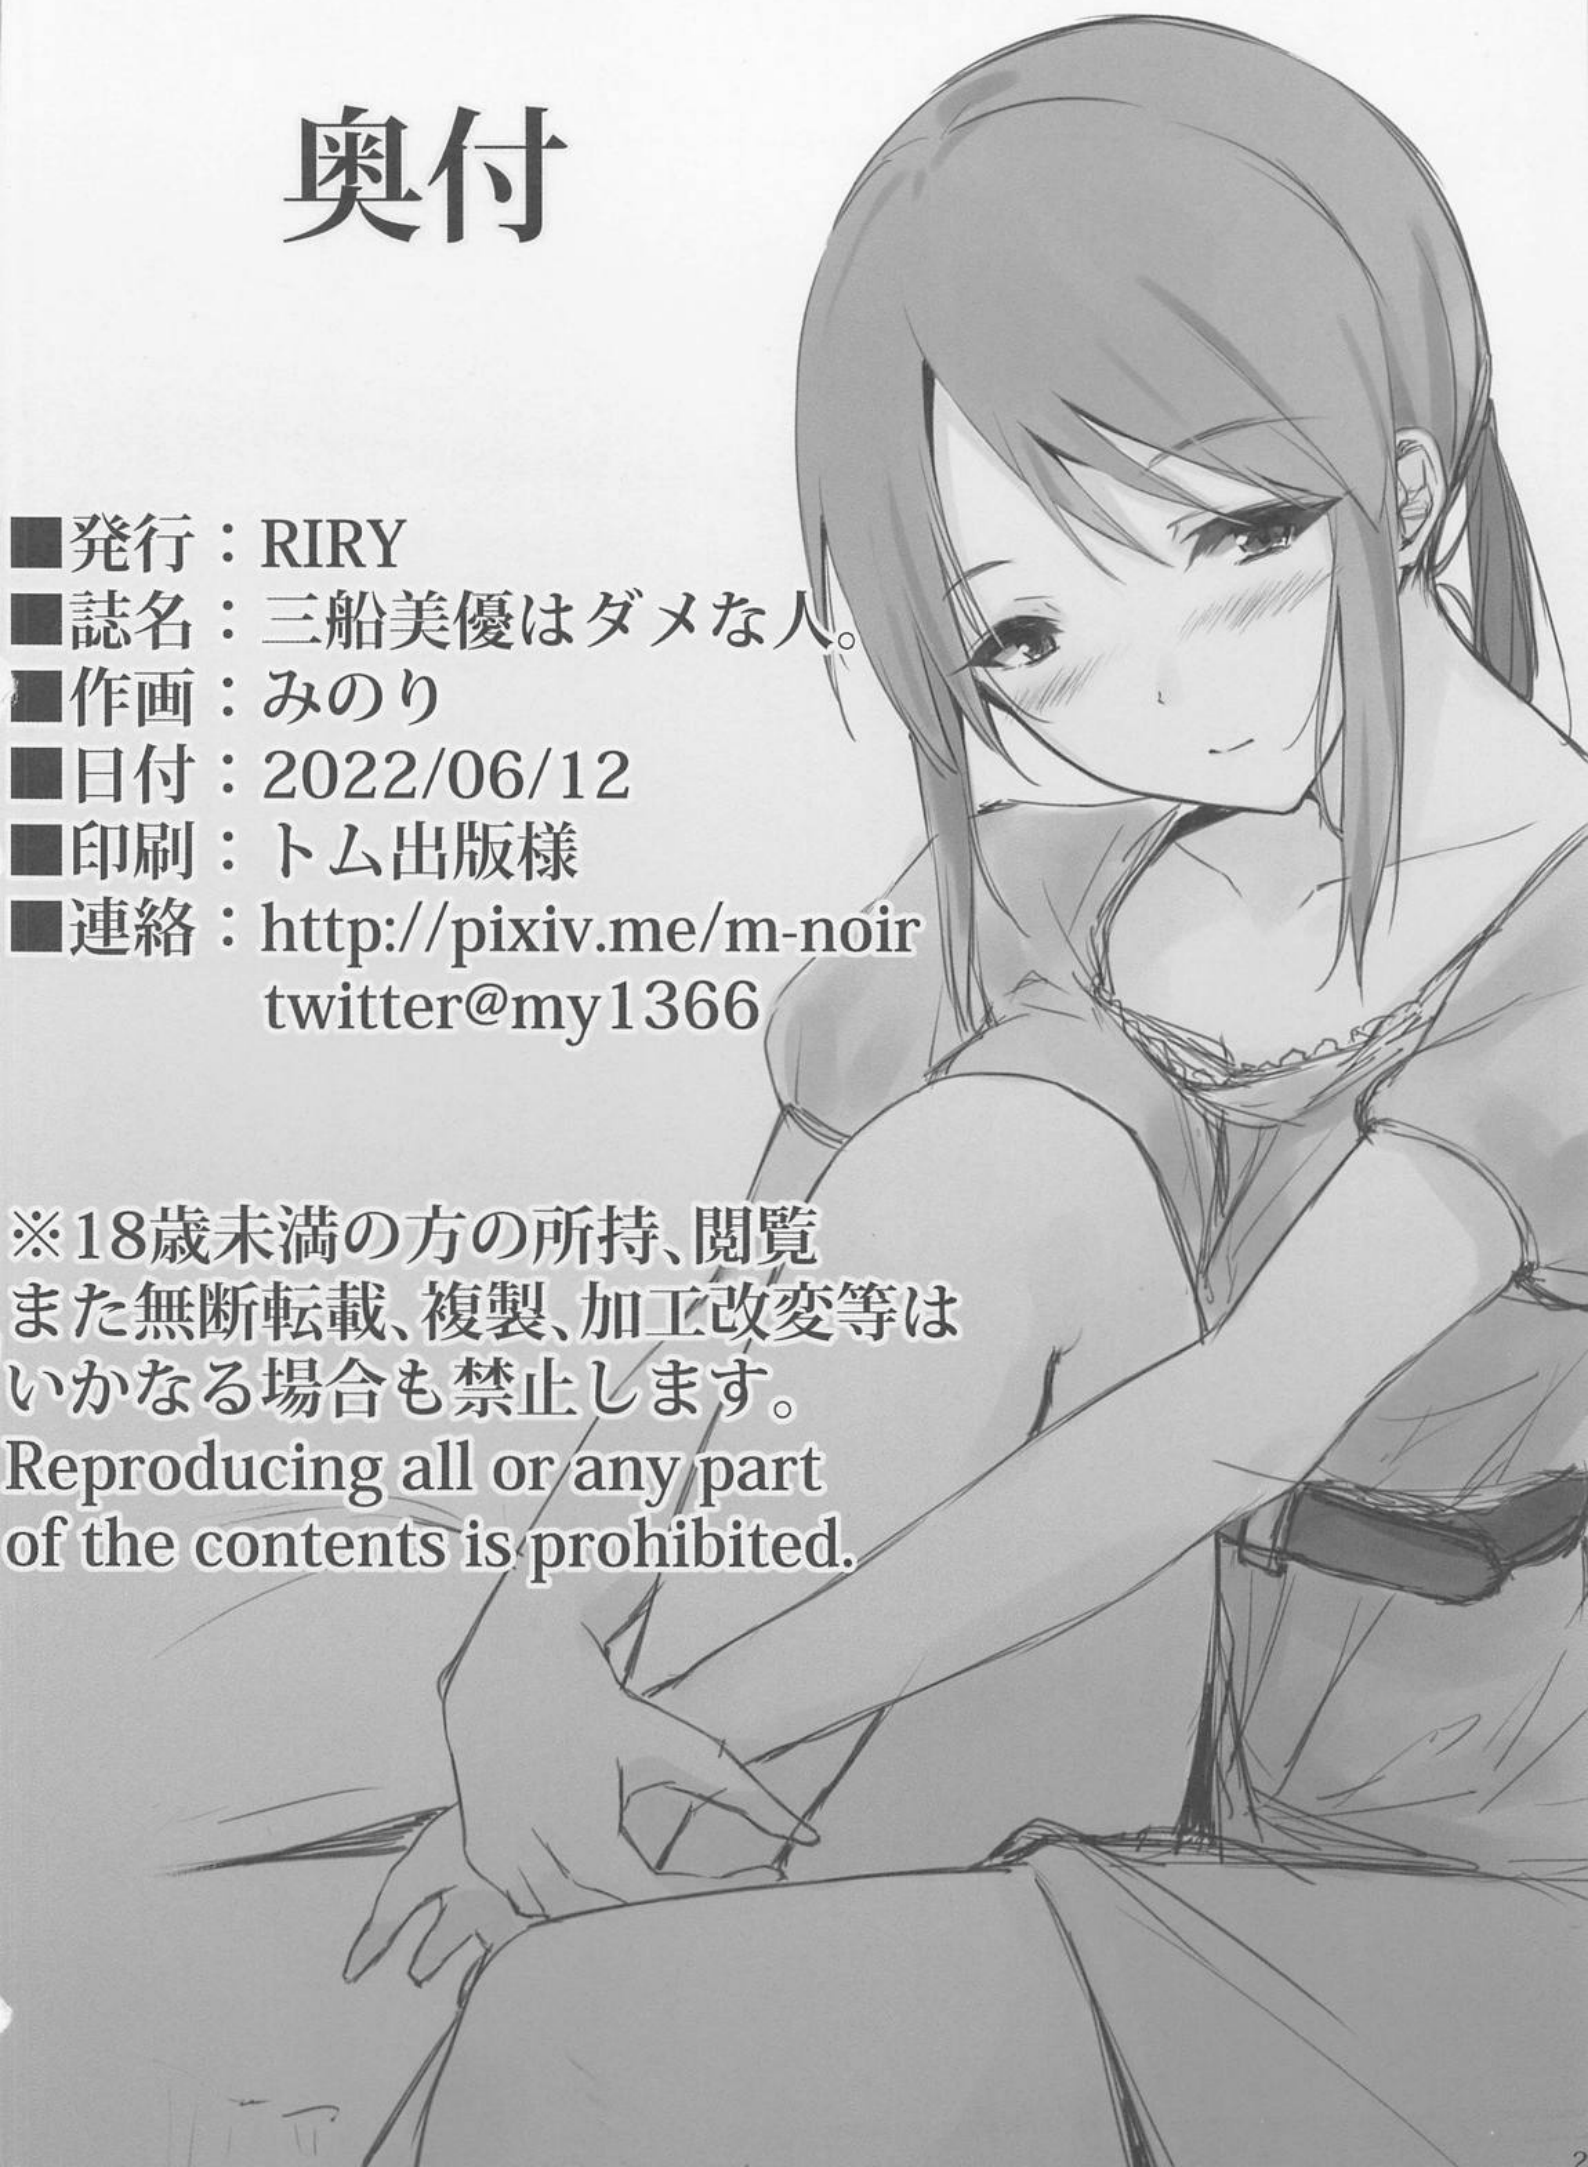 奥付
■発行：RIRY
■誌名：三船美優はダメな人。
■作画：みのり
■日付：2022/06/12
■印刷：トム出版様
■連絡：http://pixiv.me/m-noir
twitter@my1366
※18歳未満の方の所持、閲覧
また無断転載、複製、加工改変等は
いかなる場合も禁止します。
Reproducing all or any part
of the contents is prohibited.